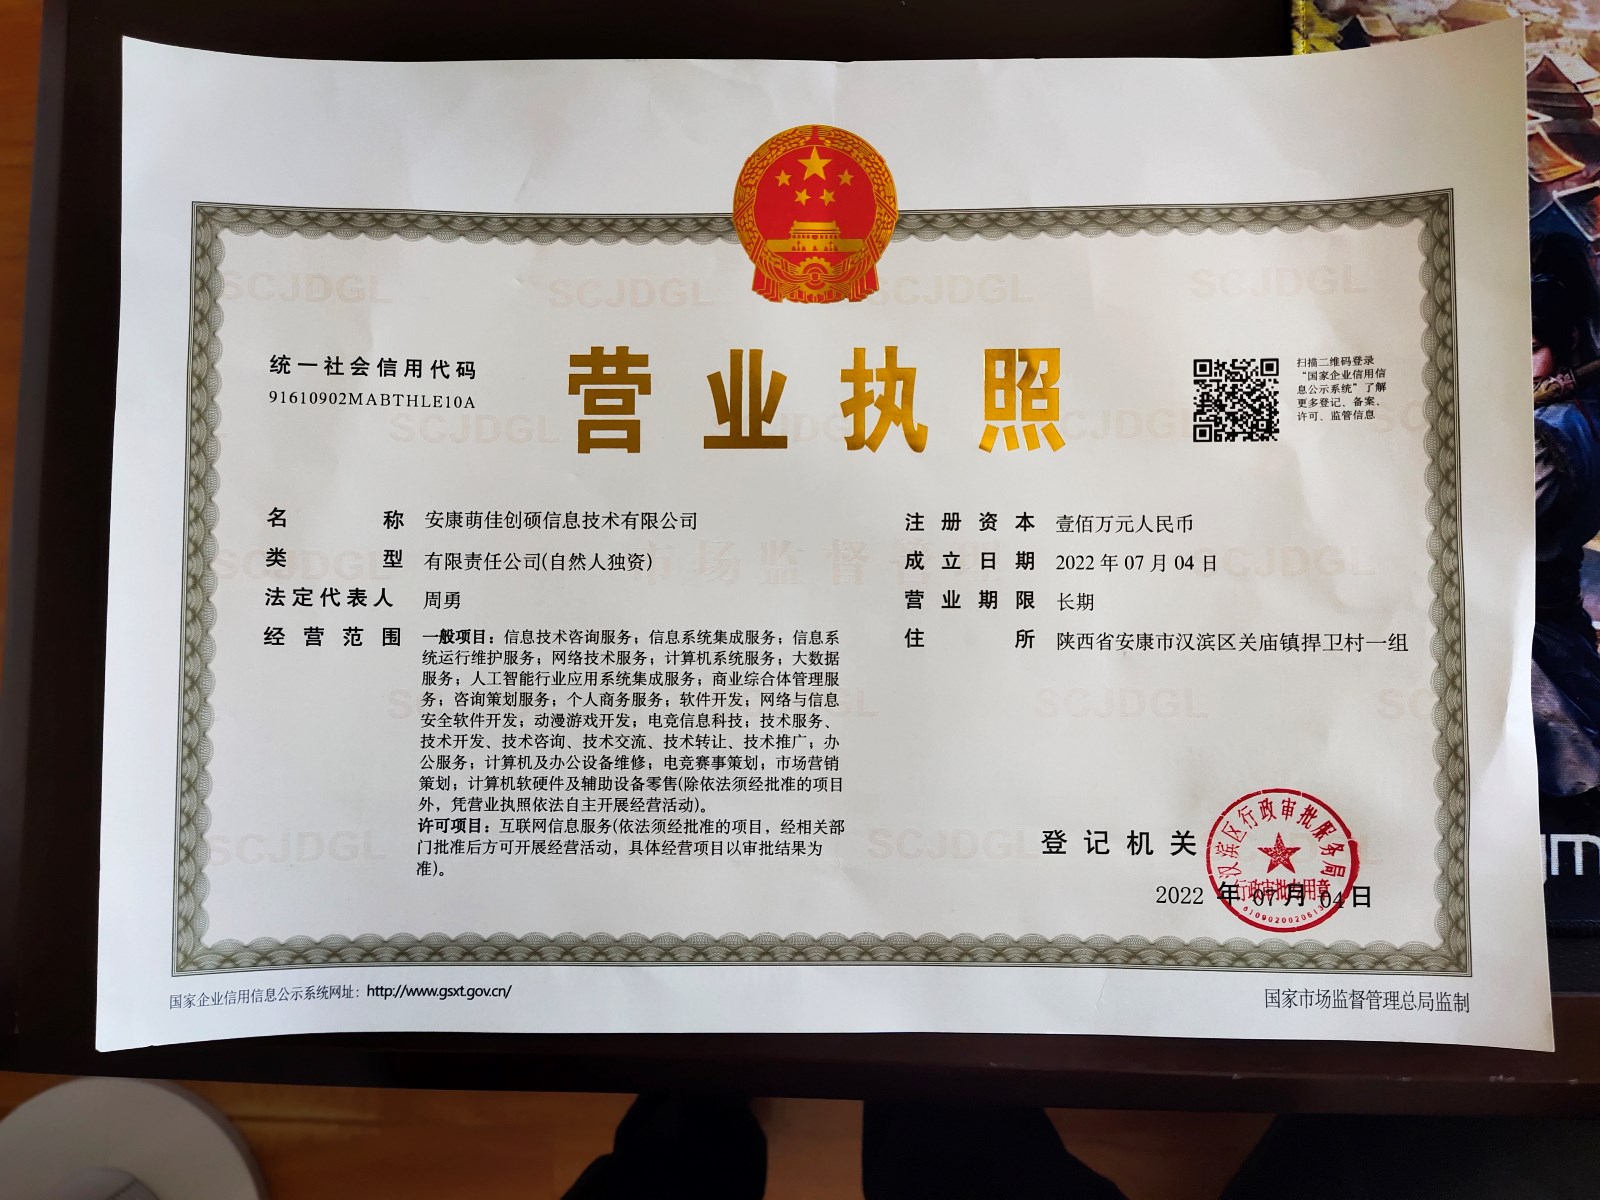 营业执照
统一社会信用代码
91610902MABTHLE10A
扫描二维码登录
“国家企业信用信
息公示系统”了解
更多登记、备案、
许可、监管信息
名称 安康萌佳创硕信息技术有限公司
类型 有限责任公司(自然人独资)
法定代表人 周勇
经营范围 一般项目：信息技术咨询服务；信息系统集成服务；信息系
统运行维护服务；网络技术服务；计算机系统服务；大数据
服务；人工智能行业应用系统集成服务；商业综合体管理服
务；咨询策划服务；个人商务服务；软件开发；网络与信息
安全软件开发；动漫游戏开发；电竞信息科技；技术服务、
技术开发、技术咨询、技术交流、技术转让、技术推广；办
公服务；计算机及办公设备维修；电竞赛事策划；市场营销
策划；计算机软硬件及辅助设备零售(除依法须经批准的项目
外，凭营业执照依法自主开展经营活动)。
许可项目：互联网信息服务(依法须经批准的项目，经相关部
门批准后方可开展经营活动，具体经营项目以审批结果为
准)。
注册资本 壹佰万元人民币
成立日期 2022年07月04日
营业期限 长期
住所 陕西省安康市汉滨区关庙镇捍卫村一组
登记机关
汉滨区行政审批服务局
行政审批专用章
2022年07月04日
国家企业信用信息公示系统网址：http://www.gsxt.gov.cn/
国家市场监督管理总局监制
SCJDGL
市场监督管理